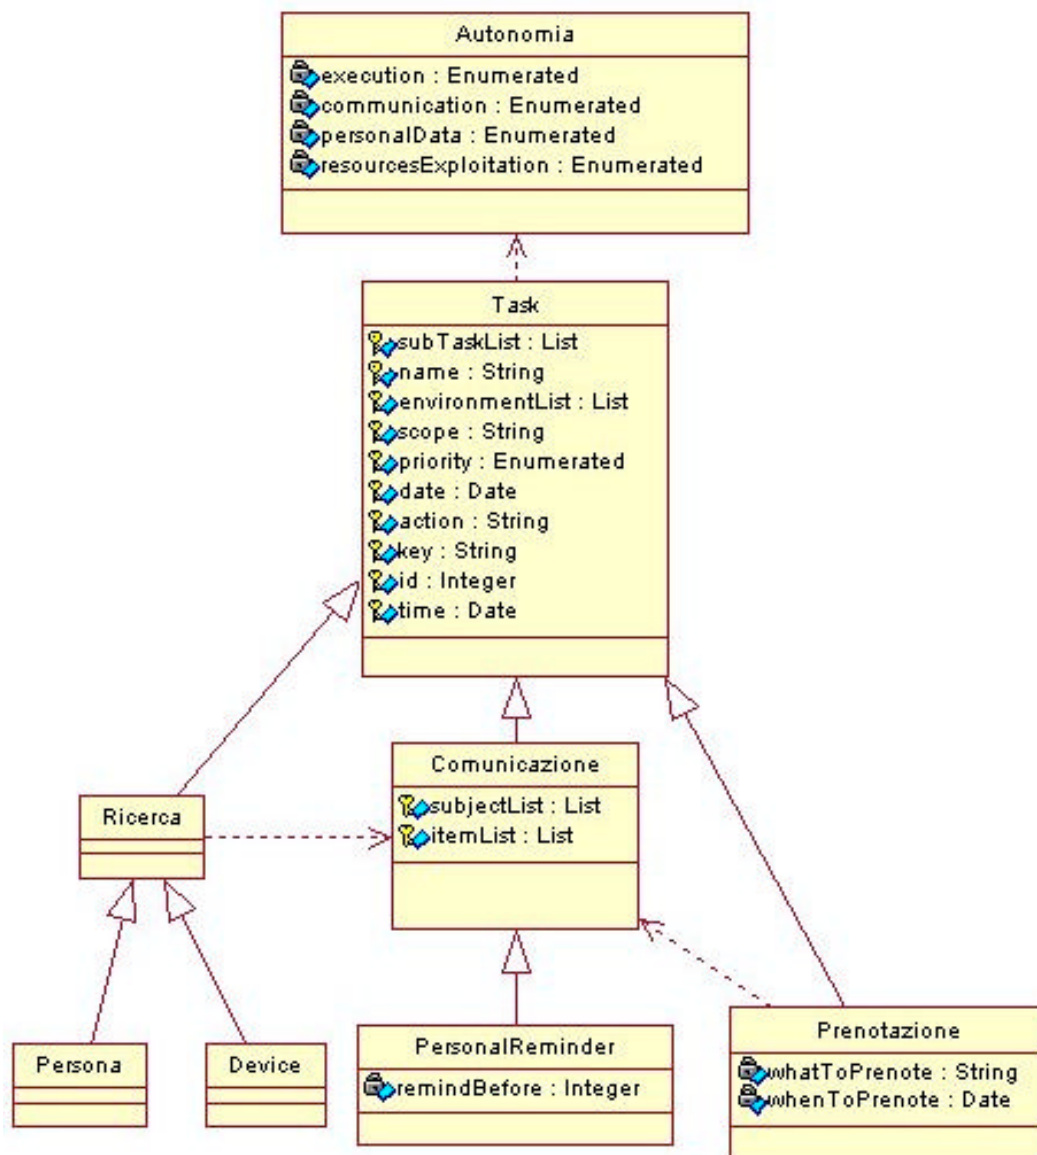 Autonomia
execution : Enumerated
communication : Enumerated
personalData : Enumerated
resourcesExploitation : Enumerated
Task
subTaskList : List
name : String
environmentList : List
scope : String
priority : Enumerated
date : Date
action : String
key : String
id : Integer
time : Date
Comunicazione
subjectList : List
itemList : List
Ricerca
Persona
Device
PersonalReminder
remindBefore : Integer
Prenotazione
whatToPrenote : String
whenToPrenote : Date